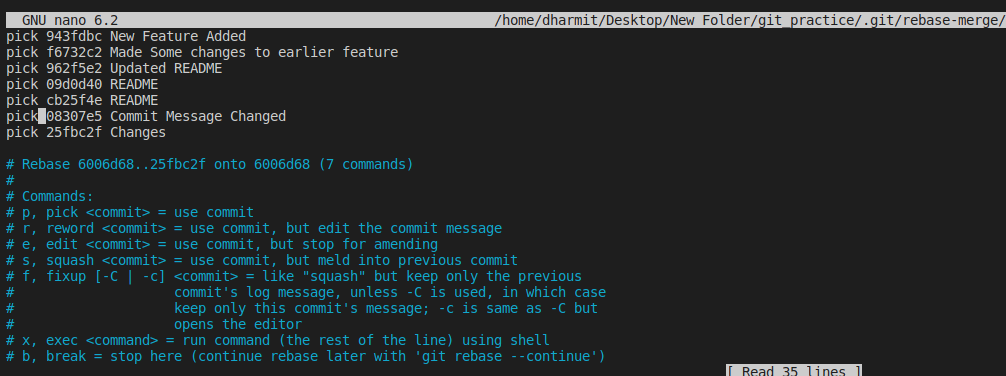 GNU nano 6.2 /home/dharmit/Desktop/New Folder/git_practice/.git/rebase-merge/
pick 943fdbc New Feature Added
pick f6732c2 Made Some changes to earlier feature
pick 962f5e2 Updated README
pick 09d0d40 README
pick cb25f4e README
pick 08307e5 Commit Message Changed
pick 25fbc2f Changes
# Rebase 6006d68..25fbc2f onto 6006d68 (7 commands)
#
# Commands:
# p, pick <commit> = use commit
# r, reword <commit> = use commit, but edit the commit message
# e, edit <commit> = use commit, but stop for amending
# s, squash <commit> = use commit, but meld into previous commit
# f, fixup [-C | -c] <commit> = like "squash" but keep only the previous
# commit's log message, unless -C is used, in which case
# keep only this commit's message; -c is same as -C but
# opens the editor
# x, exec <command> = run command (the rest of the line) using shell
# b, break = stop here (continue rebase later with 'git rebase --continue')
[ Read 35 lines ]